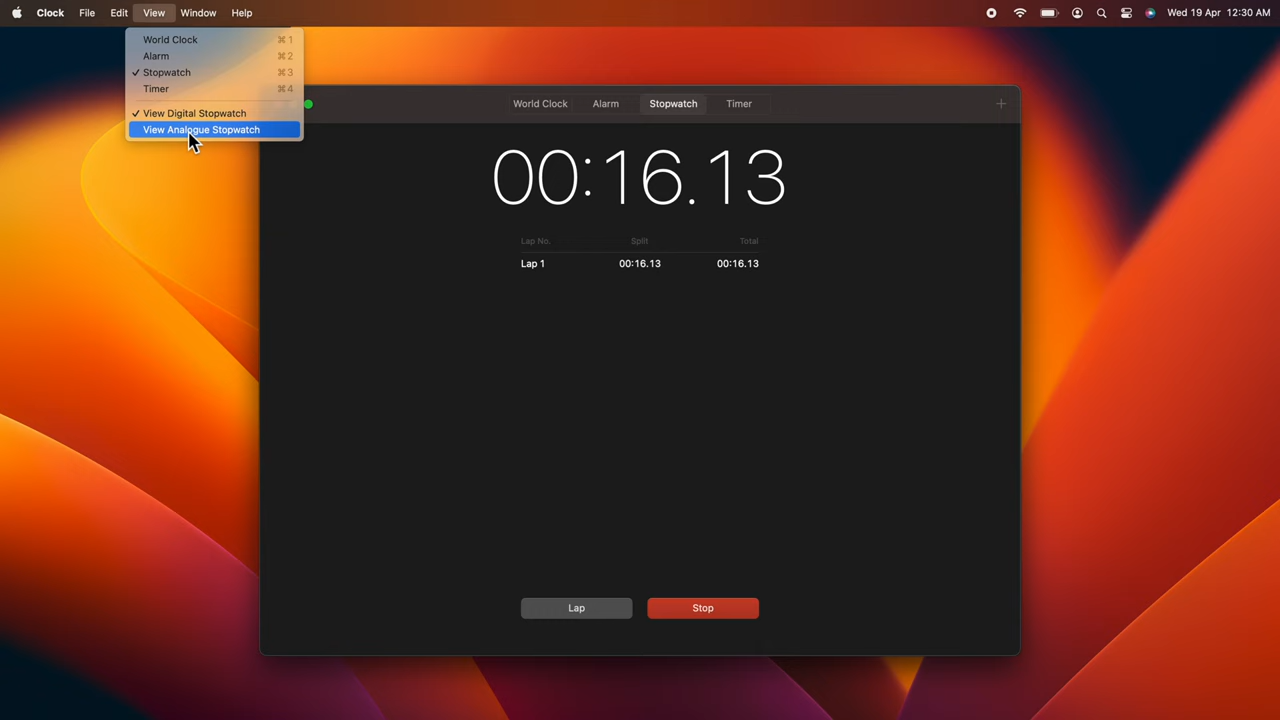 Clock File Edit View Window Help Wed 19 Apr 12:30 AM
World Clock ⌘1
Alarm ⌘2
✓ Stopwatch ⌘3
Timer ⌘4
✓ View Digital Stopwatch
View Analogue Stopwatch
World Clock Alarm Stopwatch Timer +
00:16.13
Lap No. Split Total
Lap 1 00:16.13 00:16.13
Lap Stop